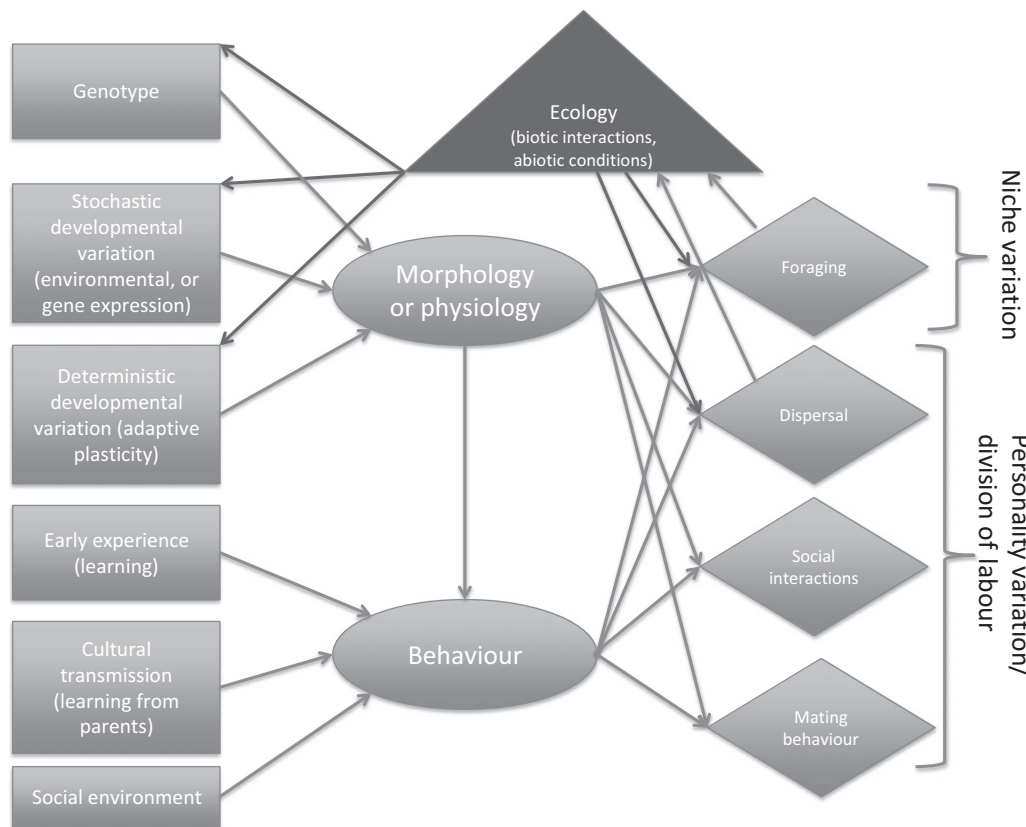 Genotype
Ecology
(biotic interactions,
abiotic conditions)
Stochastic
developmental
variation
(environmental, or
gene expression)
Morphology
or physiology
Foraging
Niche
variation
Deterministic
developmental
variation (adaptive
plasticity)
Dispersal
Early experience
(learning)
Social
interactions
Personality variation/
division of labour
Cultural
transmission
(learning from
parents)
Behaviour
Mating
behaviour
Social environment